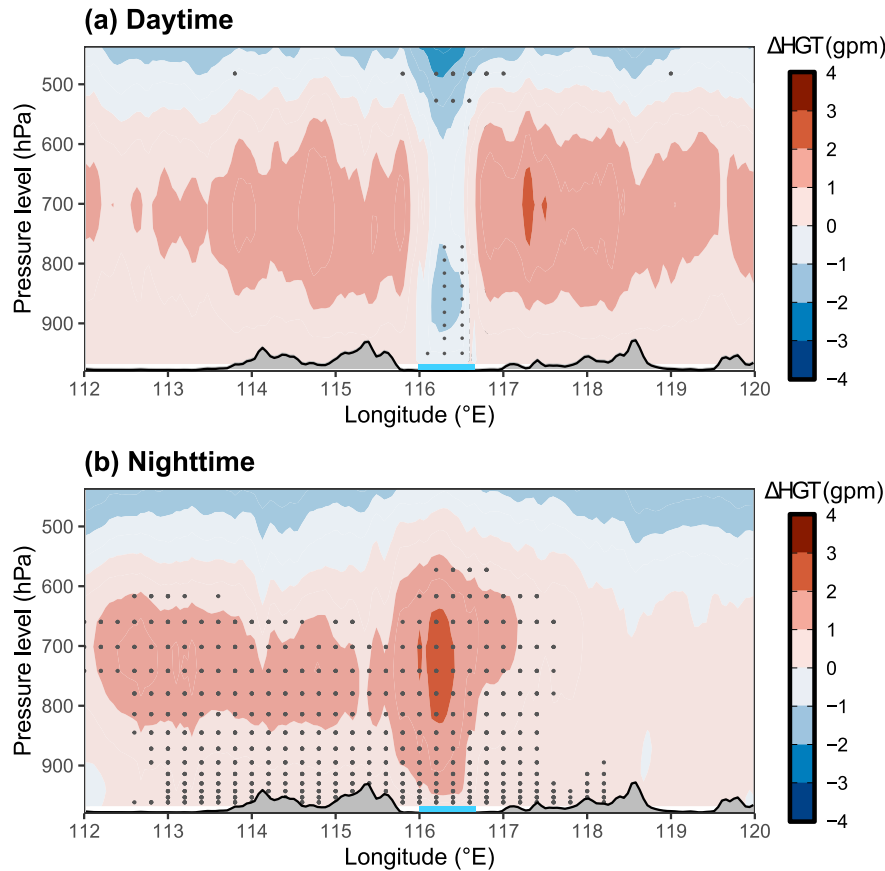 (a) Daytime
ΔHGT (gpm)
Pressure level (hPa)
500
600
700
800
900
4
3
2
1
0
−1
−2
−3
−4
112 113 114 115 116 117 118 119 120
Longitude (°E)
(b) Nighttime
ΔHGT (gpm)
Pressure level (hPa)
500
600
700
800
900
4
3
2
1
0
−1
−2
−3
−4
112 113 114 115 116 117 118 119 120
Longitude (°E)